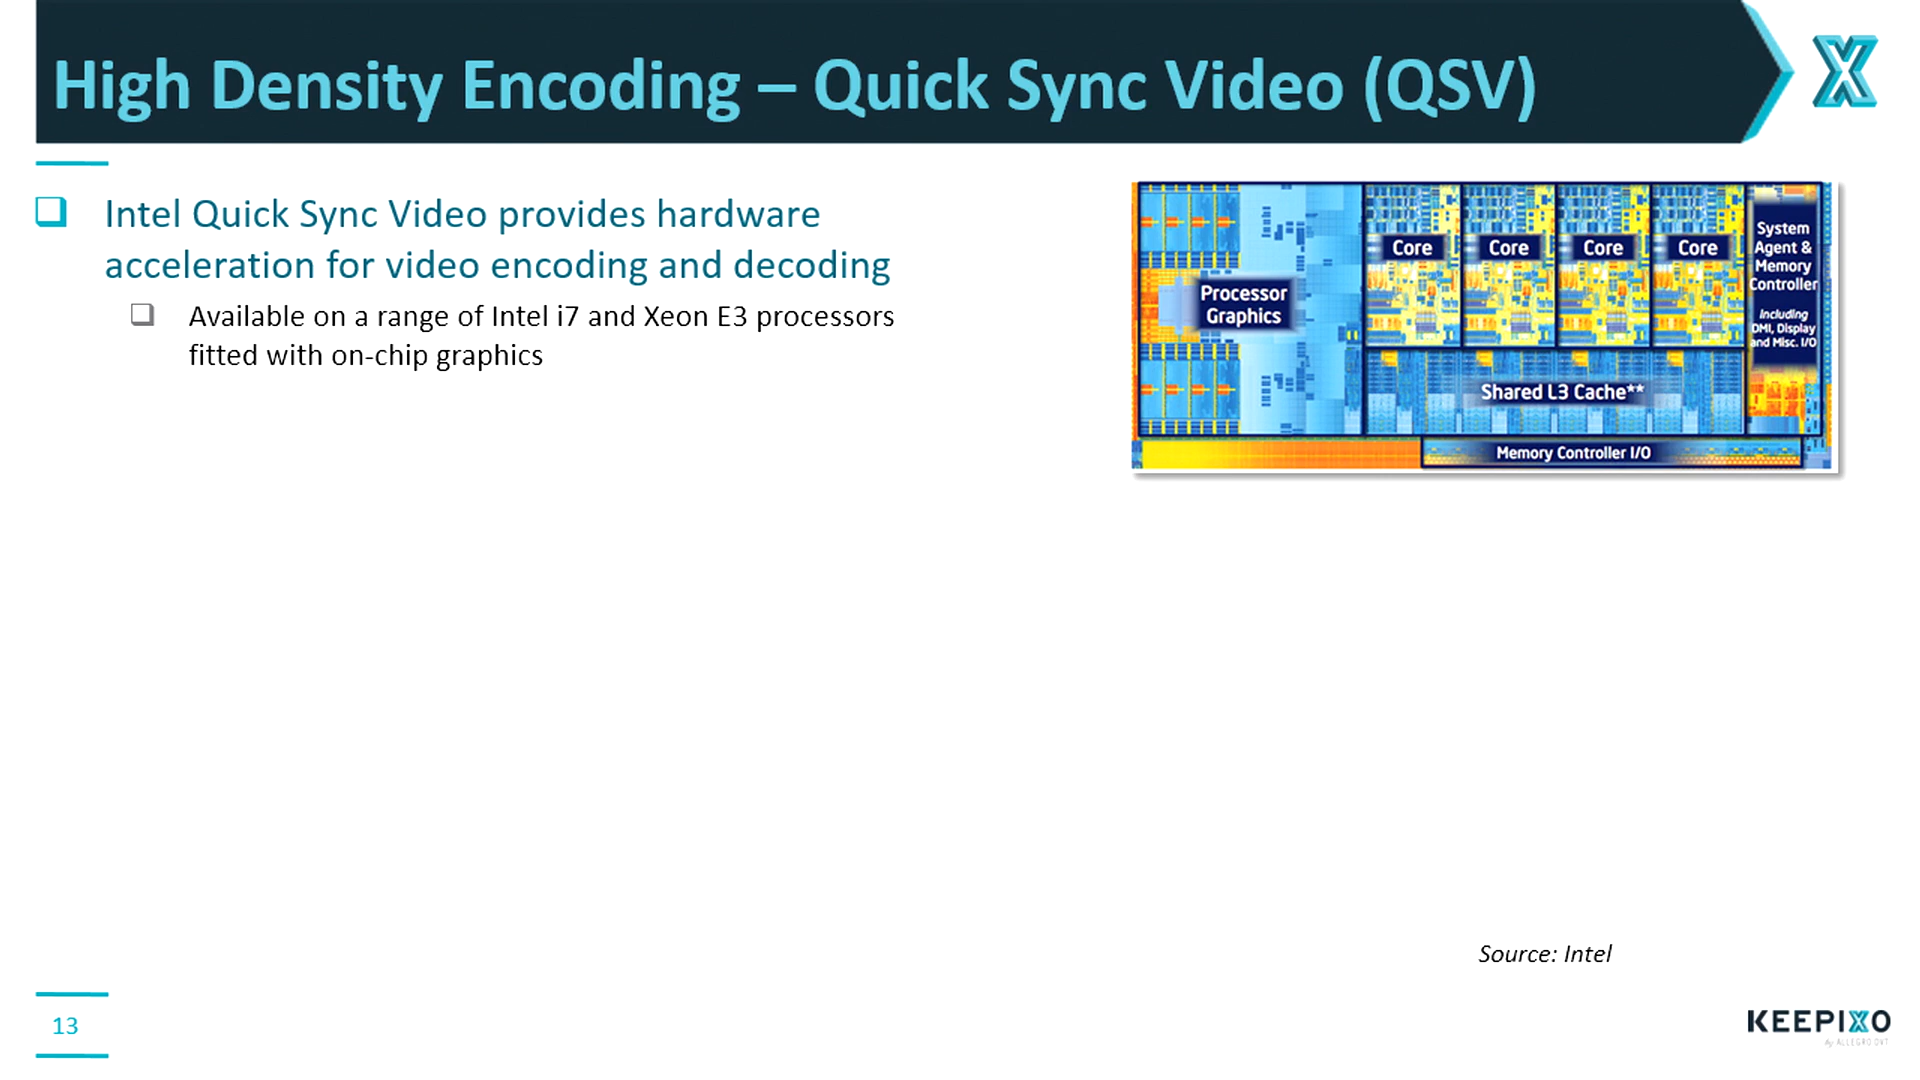 High Density Encoding – Quick Sync Video (QSV)
Intel Quick Sync Video provides hardware
acceleration for video encoding and decoding
Available on a range of Intel i7 and Xeon E3 processors
fitted with on-chip graphics
Processor
Graphics
Core
Core
Core
Core
System
Agent &
Memory
Controller
including
DMI, Display
and Misc. I/O
Shared L3 Cache**
Memory Controller I/O
Source: Intel
13
KEEPIXO
by ALLEGRO DVT